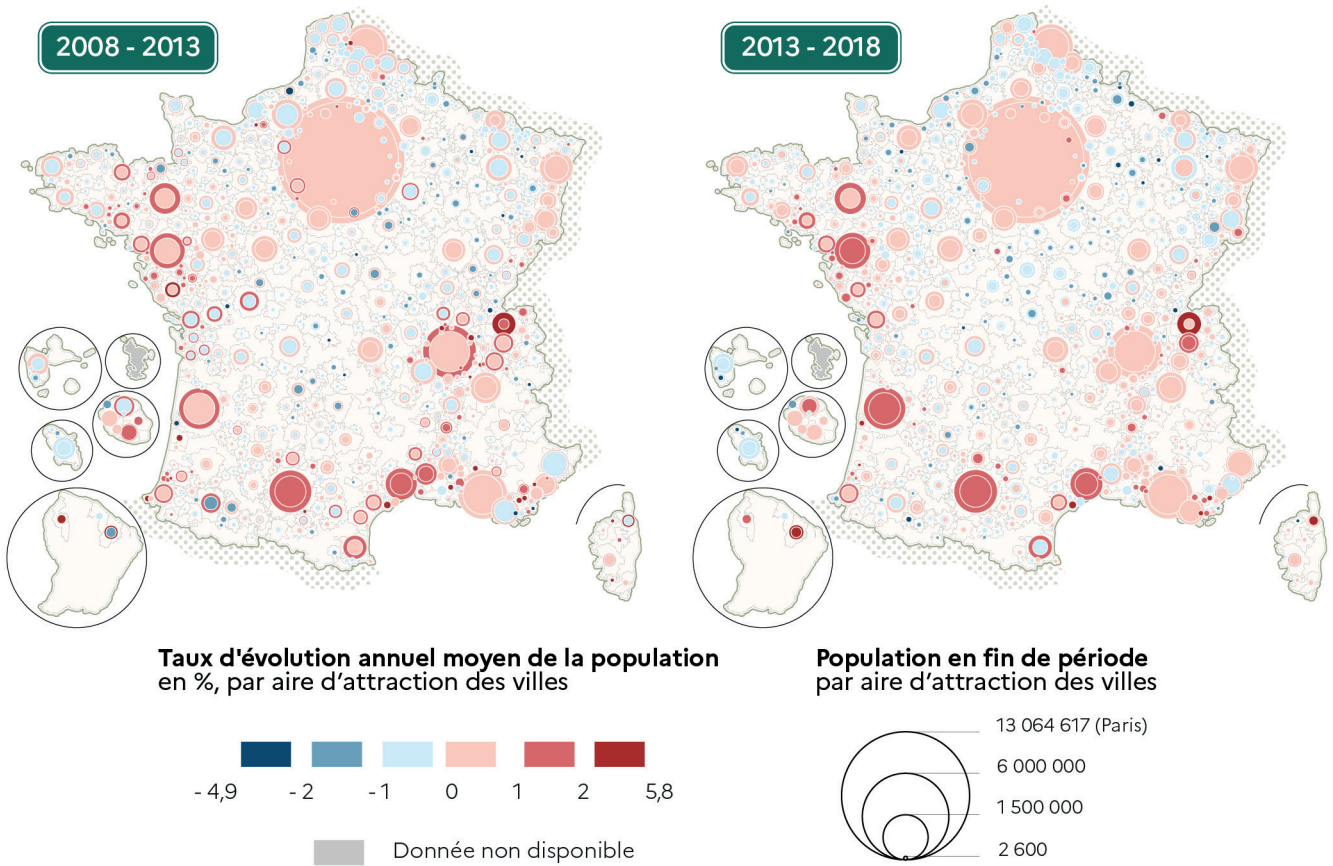 2008 - 2013
2013 - 2018
Taux d'évolution annuel moyen de la population
en %, par aire d’attraction des villes
- 4,9 - 2 - 1 0 1 2 5,8
Donnée non disponible
Population en fin de période
par aire d’attraction des villes
13 064 617 (Paris)
6 000 000
1 500 000
2 600